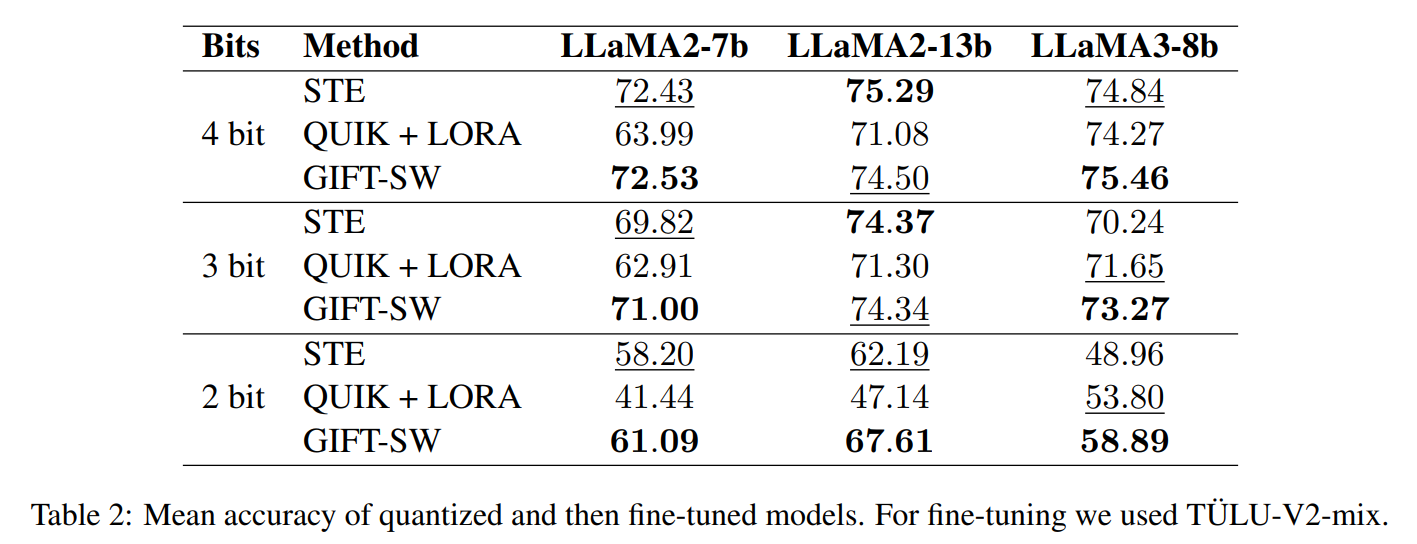 Bits Method LLaMA2-7b LLaMA2-13b LLaMA3-8b
STE 72.43 75.29 74.84
4 bit QUIK + LORA 63.99 71.08 74.27
GIFT-SW 72.53 74.50 75.46
STE 69.82 74.37 70.24
3 bit QUIK + LORA 62.91 71.30 71.65
GIFT-SW 71.00 74.34 73.27
STE 58.20 62.19 48.96
2 bit QUIK + LORA 41.44 47.14 53.80
GIFT-SW 61.09 67.61 58.89
Table 2: Mean accuracy of quantized and then fine-tuned models. For fine-tuning we used TÜLU-V2-mix.